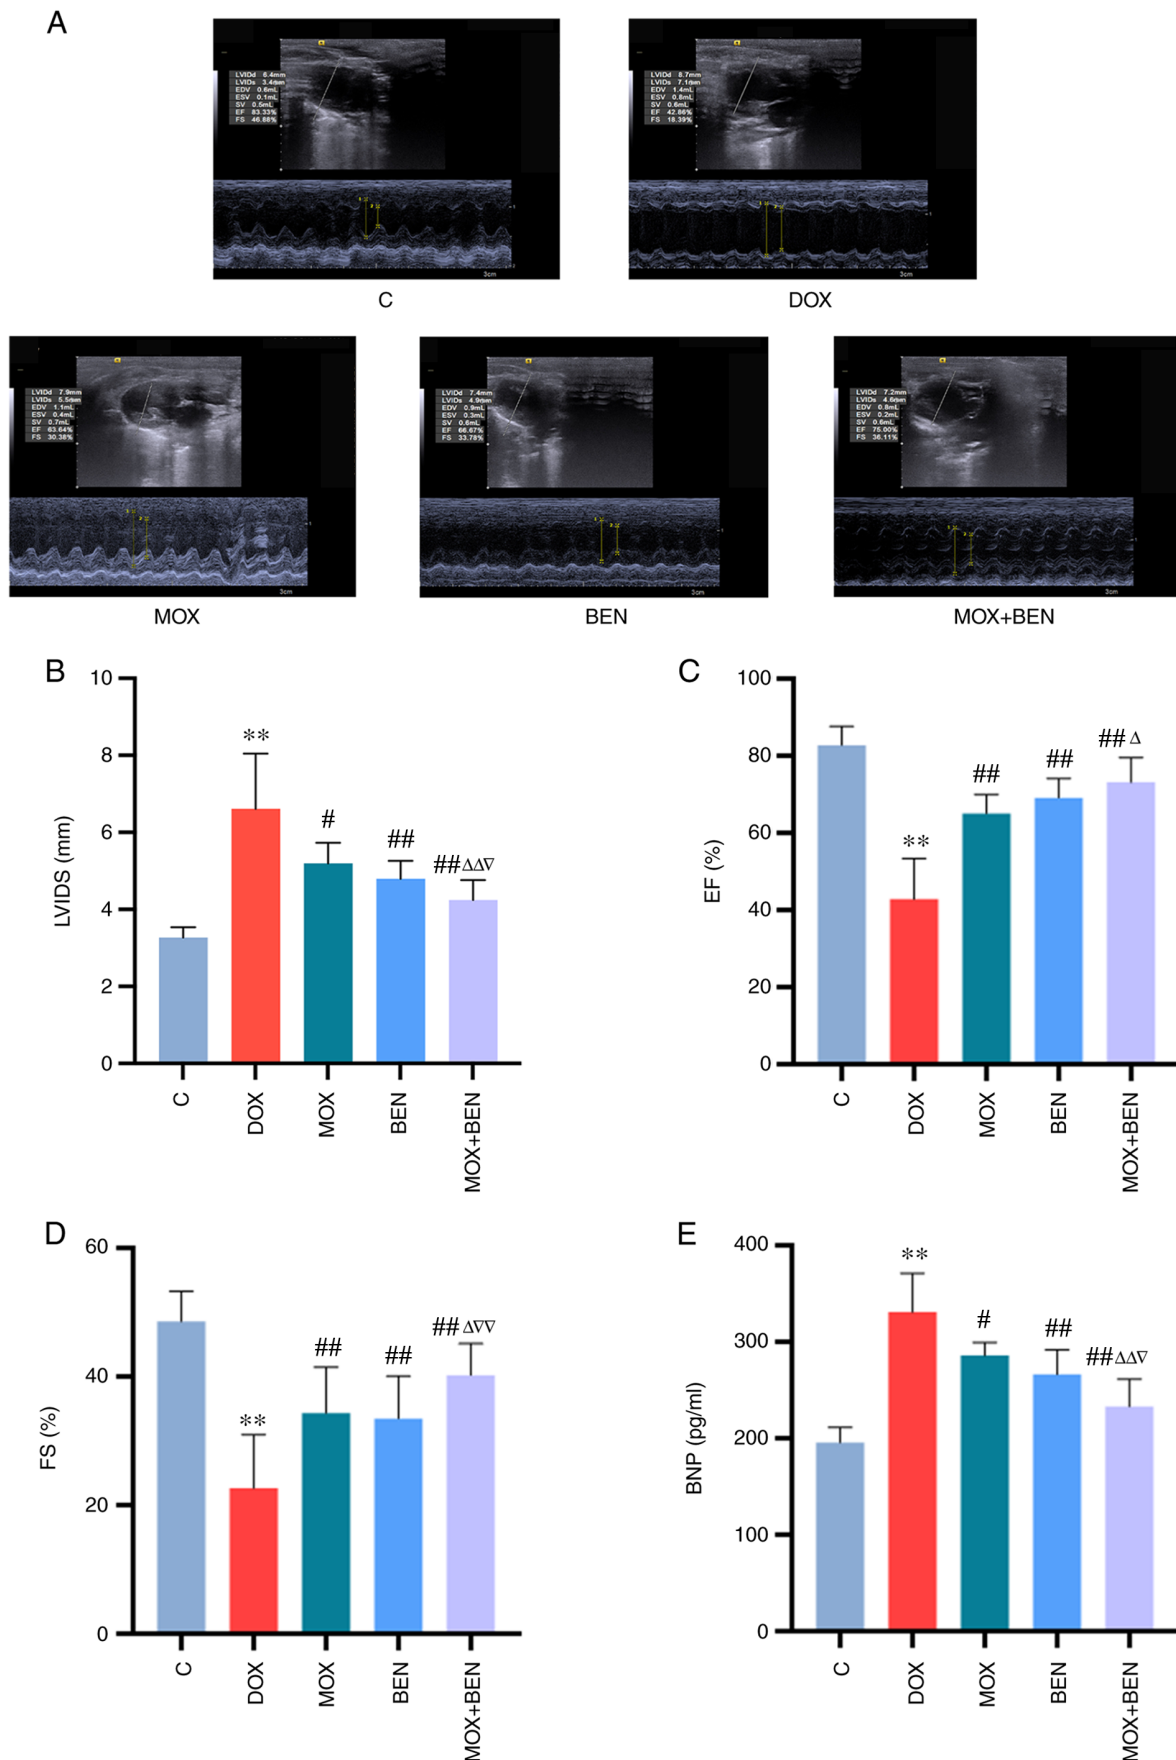 A
LVIDd 6.4mm
LVIDs 3.4mm
EDV 0.6mL
ESV 0.1mL
SV 0.5mL
EF 83.33%
FS 46.88%
3cm
C
LVIDd 8.7mm
LVIDs 7.1mm
EDV 1.4mL
ESV 0.8mL
SV 0.6mL
EF 42.86%
FS 18.39%
3cm
DOX
LVIDd 7.9mm
LVIDs 5.5mm
EDV 1.1mL
ESV 0.4mL
SV 0.7mL
EF 63.64%
FS 30.38%
3cm
MOX
LVIDd 7.4mm
LVIDs 4.9mm
EDV 0.9mL
ESV 0.3mL
SV 0.6mL
EF 66.67%
FS 33.78%
3cm
BEN
LVIDd 7.2mm
LVIDs 4.6mm
EDV 0.8mL
ESV 0.2mL
SV 0.6mL
EF 75.00%
FS 36.11%
3cm
MOX+BEN
B
LVIDS (mm)
10
8
6
4
2
0
**
#
##
##ΔΔ∇
C
DOX
MOX
BEN
MOX+BEN
C
EF (%)
100
80
60
40
20
0
**
##
##
##Δ
C
DOX
MOX
BEN
MOX+BEN
D
FS (%)
60
40
20
0
**
##
##
##Δ∇∇
C
DOX
MOX
BEN
MOX+BEN
E
BNP (pg/ml)
400
300
200
100
0
**
#
##
##ΔΔ∇
C
DOX
MOX
BEN
MOX+BEN